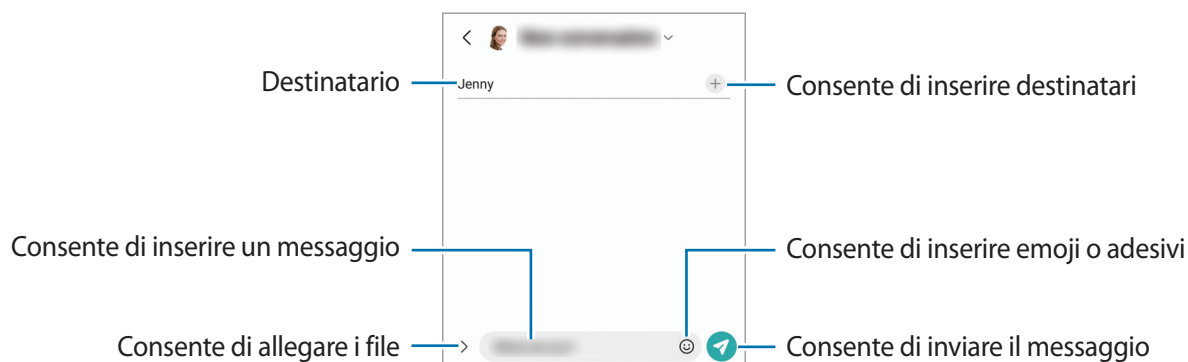 Destinatario
Jenny
Consente di inserire destinatari
Consente di inserire un messaggio
Consente di inserire emoji o adesivi
Consente di allegare i file
Consente di inviare il messaggio